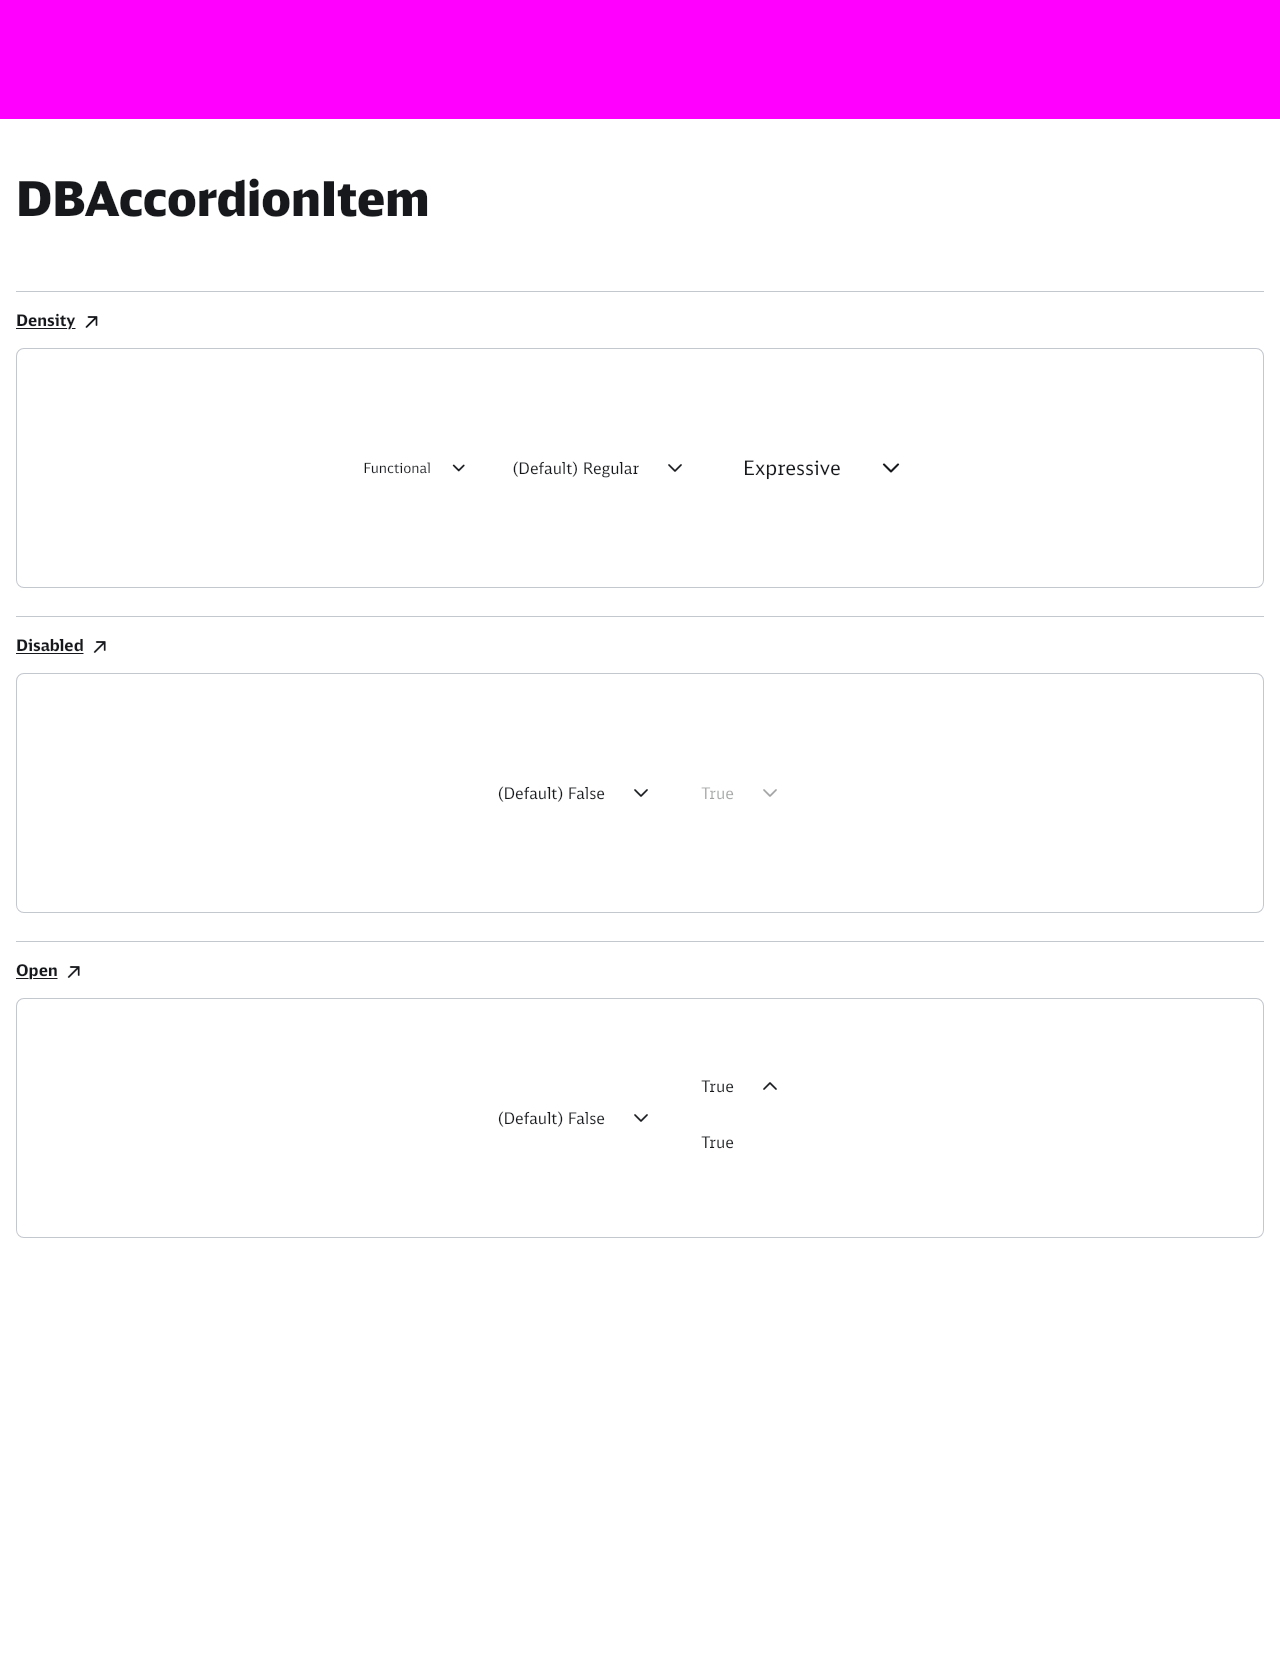 DBAccordionItem
Density
Functional (Default) Regular Expressive
Disabled
(Default) False True
Open
True
(Default) False
True